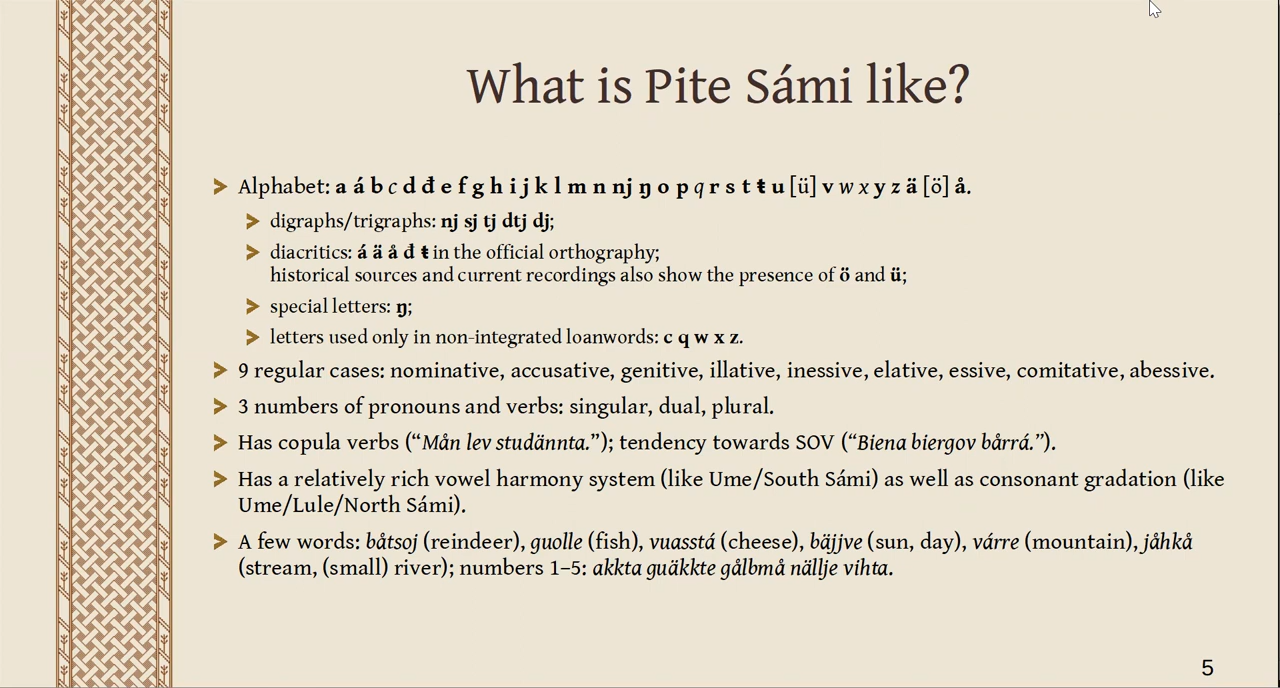 What is Pite Sámi like?
Alphabet: a á b c d đ e f g h i j k l m n nj ŋ o p q r s t ŧ u [ü] v w x y z ä [ö] å.
digraphs/trigraphs: nj sj tj dtj dj;
diacritics: á ä å đ ŧ in the official orthography;
historical sources and current recordings also show the presence of ö and ü;
special letters: ŋ;
letters used only in non-integrated loanwords: c q w x z.
9 regular cases: nominative, accusative, genitive, illative, inessive, elative, essive, comitative, abessive.
3 numbers of pronouns and verbs: singular, dual, plural.
Has copula verbs (“Mån lev studännta.”); tendency towards SOV (“Biena biergov bårrá.”).
Has a relatively rich vowel harmony system (like Ume/South Sámi) as well as consonant gradation (like
Ume/Lule/North Sámi).
A few words: båtsoj (reindeer), guolle (fish), vuasstá (cheese), bäjjve (sun, day), várre (mountain), jåhkå
(stream, (small) river); numbers 1–5: akkta guäkkte gålbmå nällje vihta.
5